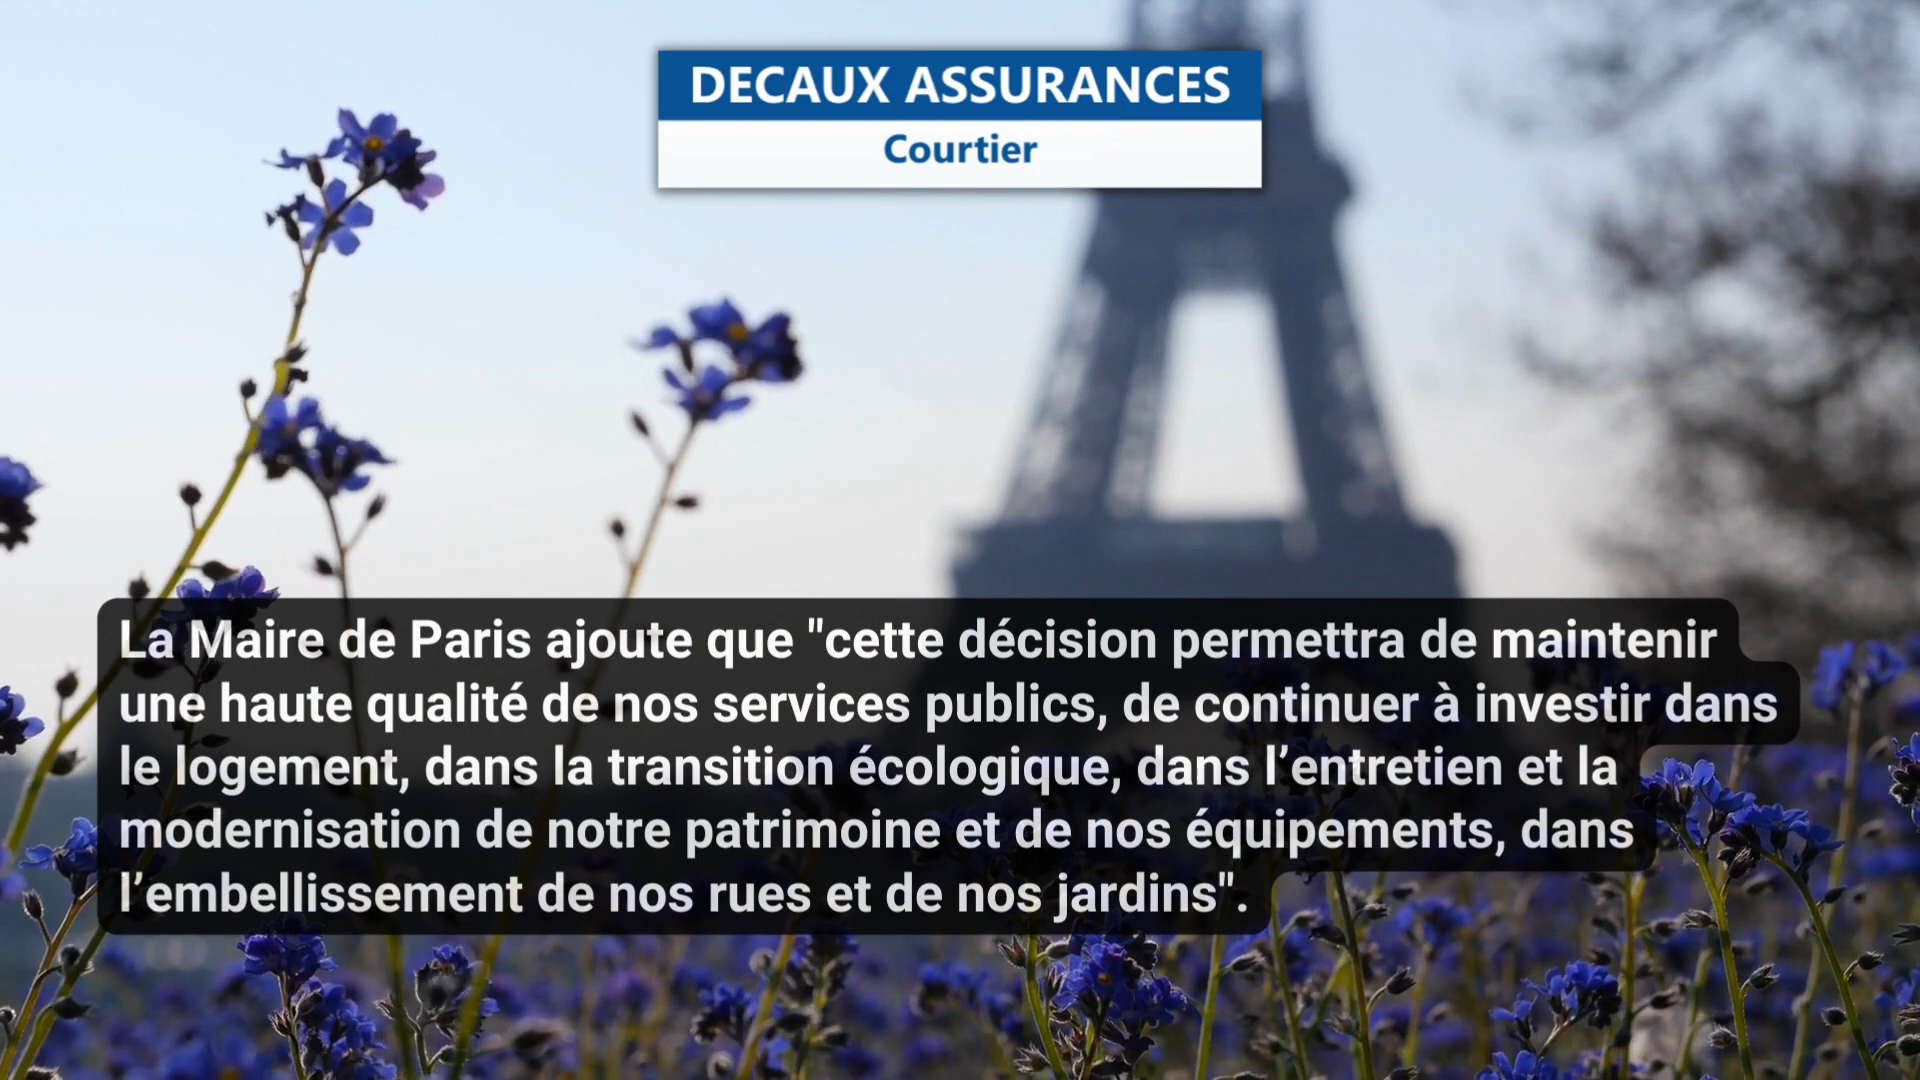 DECAUX ASSURANCES
Courtier
La Maire de Paris ajoute que "cette décision permettra de maintenir
une haute qualité de nos services publics, de continuer à investir dans
le logement, dans la transition écologique, dans l’entretien et la
modernisation de notre patrimoine et de nos équipements, dans
l’embellissement de nos rues et de nos jardins".